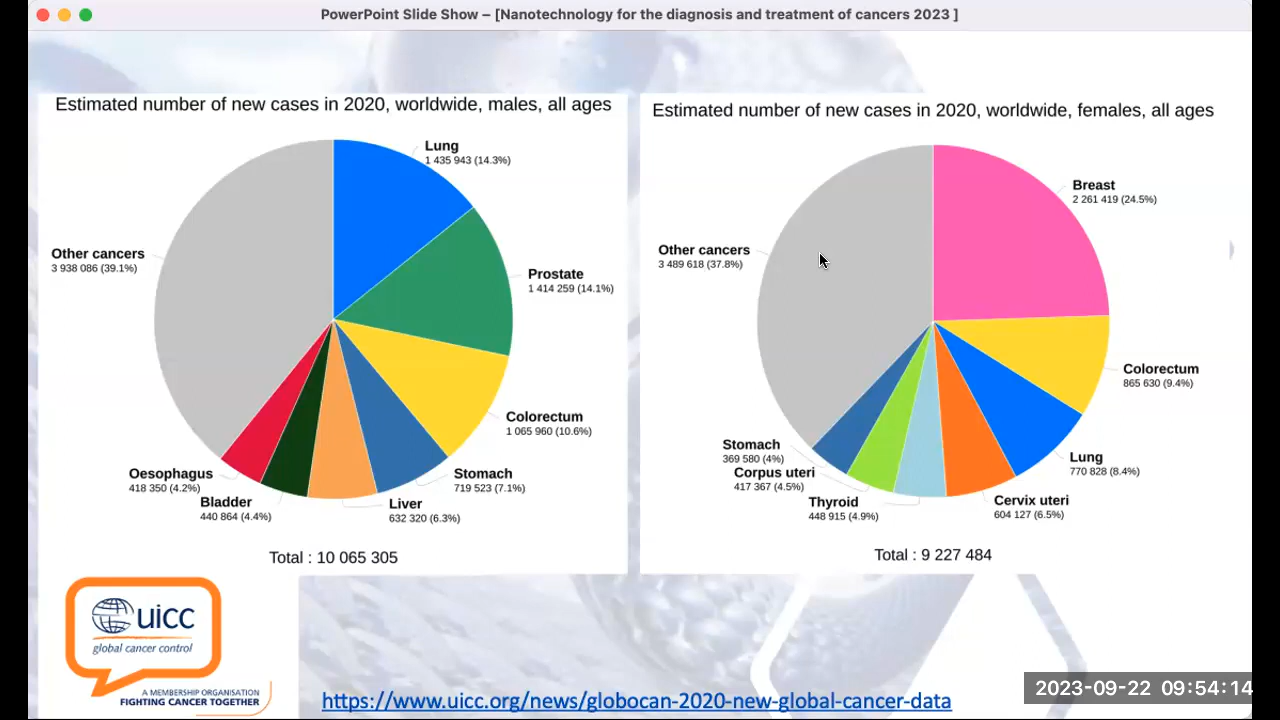 PowerPoint Slide Show – [Nanotechnology for the diagnosis and treatment of cancers 2023 ]
Estimated number of new cases in 2020, worldwide, males, all ages
Lung
1 435 943 (14.3%)
Prostate
1 414 259 (14.1%)
Colorectum
1 065 960 (10.6%)
Stomach
719 523 (7.1%)
Liver
632 320 (6.3%)
Bladder
440 864 (4.4%)
Oesophagus
418 350 (4.2%)
Other cancers
3 938 086 (39.1%)
Total : 10 065 305
Estimated number of new cases in 2020, worldwide, females, all ages
Breast
2 261 419 (24.5%)
Colorectum
865 630 (9.4%)
Lung
770 828 (8.4%)
Cervix uteri
604 127 (6.5%)
Thyroid
448 915 (4.9%)
Corpus uteri
417 367 (4.5%)
Stomach
369 580 (4%)
Other cancers
3 489 618 (37.8%)
Total : 9 227 484
uicc
global cancer control
A MEMBERSHIP ORGANISATION
FIGHTING CANCER TOGETHER
https://www.uicc.org/news/globocan-2020-new-global-cancer-data
2023-09-22 09:54:14